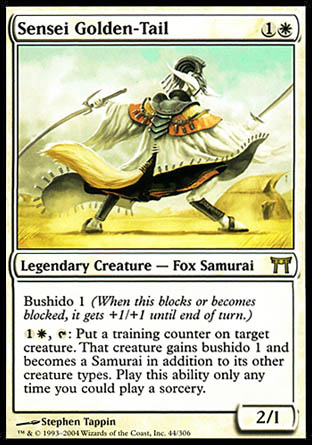 Sensei Golden-Tail 1
Legendary Creature — Fox Samurai
Bushido 1 (When this blocks or becomes
blocked, it gets +1/+1 until end of turn.)
1, : Put a training counter on target
creature. That creature gains bushido 1 and
becomes a Samurai in addition to its other
creature types. Play this ability only any
time you could play a sorcery.
Stephen Tappin
™ & © 1993–2004 Wizards of the Coast, Inc. 44/306
2/1